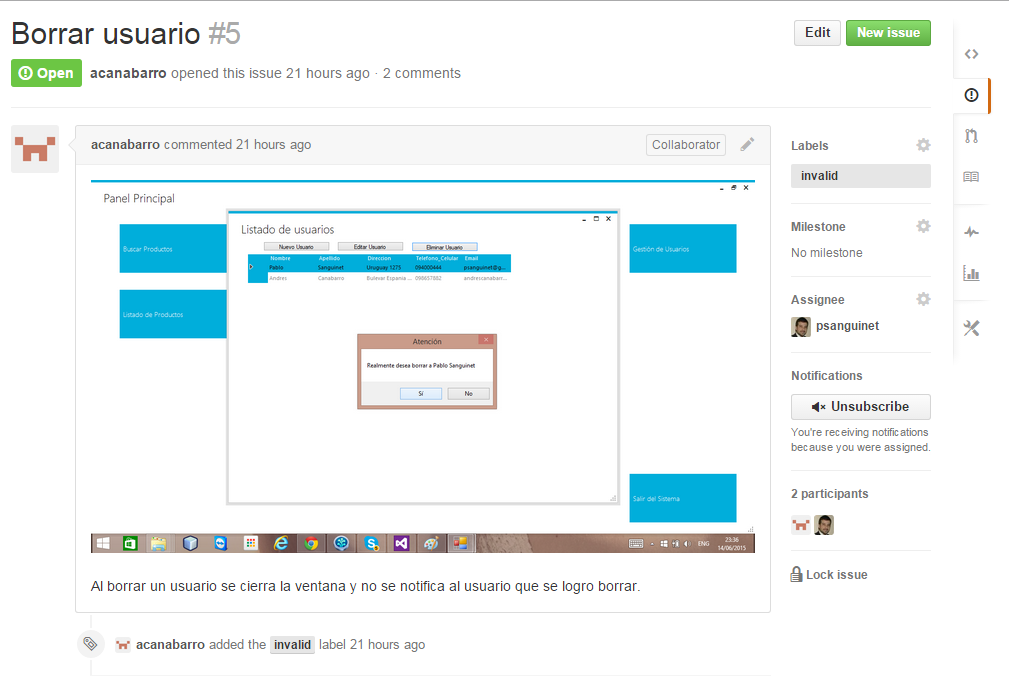 Borrar usuario #5
Edit
New issue
Open
acanabarro opened this issue 21 hours ago · 2 comments
acanabarro commented 21 hours ago
Collaborator
Panel Principal
Buscar Productos
Listado de Productos
Gestión de Usuarios
Salir del Sistema
Listado de usuarios
Nuevo Usuario
Editar Usuario
Eliminar Usuario
Nombre Apellido Direccion Telefono_Celular Email
Pablo Sanguinet Uruguay 1275 094000444 psanguinet@g...
Andres Canabarro Bulevar Espania ... 098657882 andrescanabarr...
Atención
Realmente desea borrar a Pablo Sanguinet
Sí
No
ENG
23:36
14/06/2015
Al borrar un usuario se cierra la ventana y no se notifica al usuario que se logro borrar.
acanabarro added the invalid label 21 hours ago
Labels
invalid
Milestone
No milestone
Assignee
psanguinet
Notifications
Unsubscribe
You're receiving notifications
because you were assigned.
2 participants
Lock issue